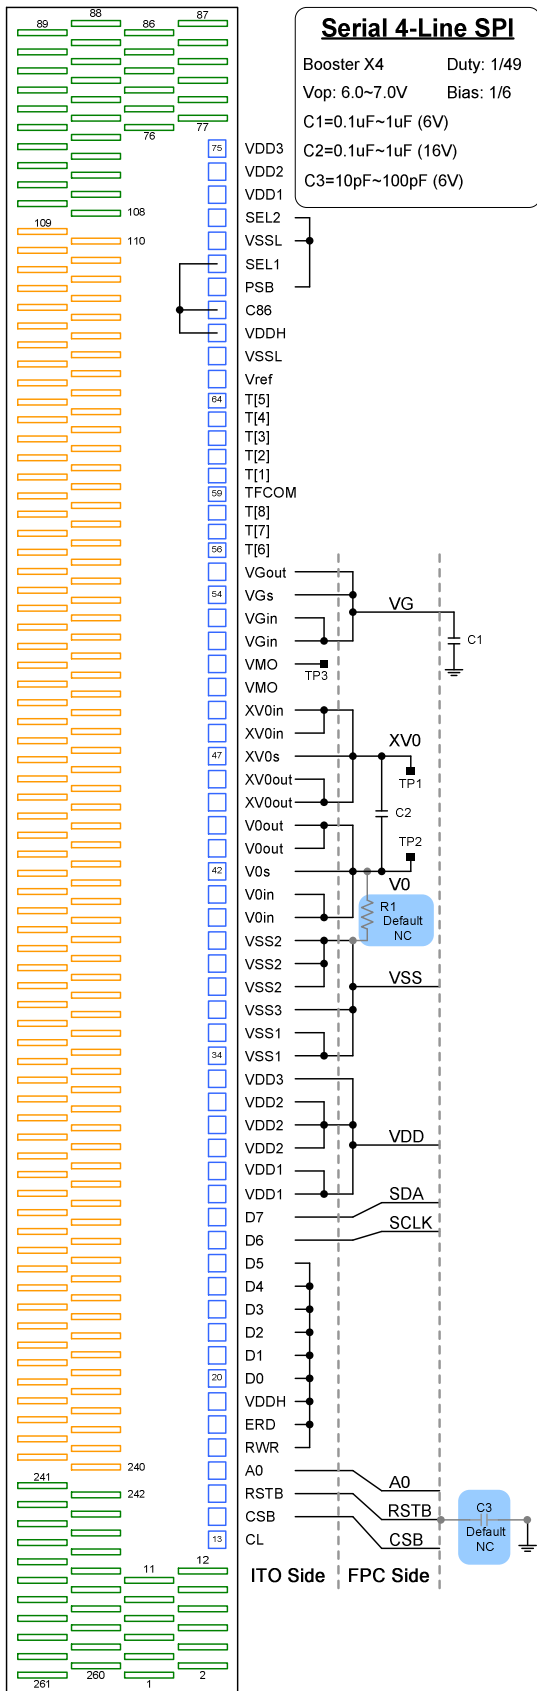 Serial 4-Line SPI
Booster X4 Duty: 1/49
Vop: 6.0~7.0V Bias: 1/6
C1=0.1uF~1uF (6V)
C2=0.1uF~1uF (16V)
C3=10pF~100pF (6V)
88 87
89 86
76 77
75 VDD3
VDD2
VDD1
108 SEL2
109
110 VSSL
SEL1
PSB
C86
VDDH
VSSL
Vref
64 T[5]
T[4]
T[3]
T[2]
T[1]
59 TFCOM
T[8]
T[7]
56 T[6]
VGout
54 VGs
VG
VGin
VGin C1
VMO
TP3
VMO
XV0in
XV0in
XV0
47 XV0s
XV0out TP1
XV0out
C2
V0out
V0out TP2
42 V0s
V0
V0in
R1
Default
NC
V0in
VSS2
VSS2
VSS2 VSS
VSS3
VSS1
34 VSS1
VDD3
VDD2
VDD2
VDD2 VDD
VDD1
VDD1 SDA
D7
SCLK
D6
D5
D4
D3
D2
D1
20 D0
VDDH
ERD
RWR
240 A0
241 A0
242 RSTB
RSTB C3
Default
NC
CSB
13 CL CSB
12
11 ITO Side FPC Side
261 260 1 2